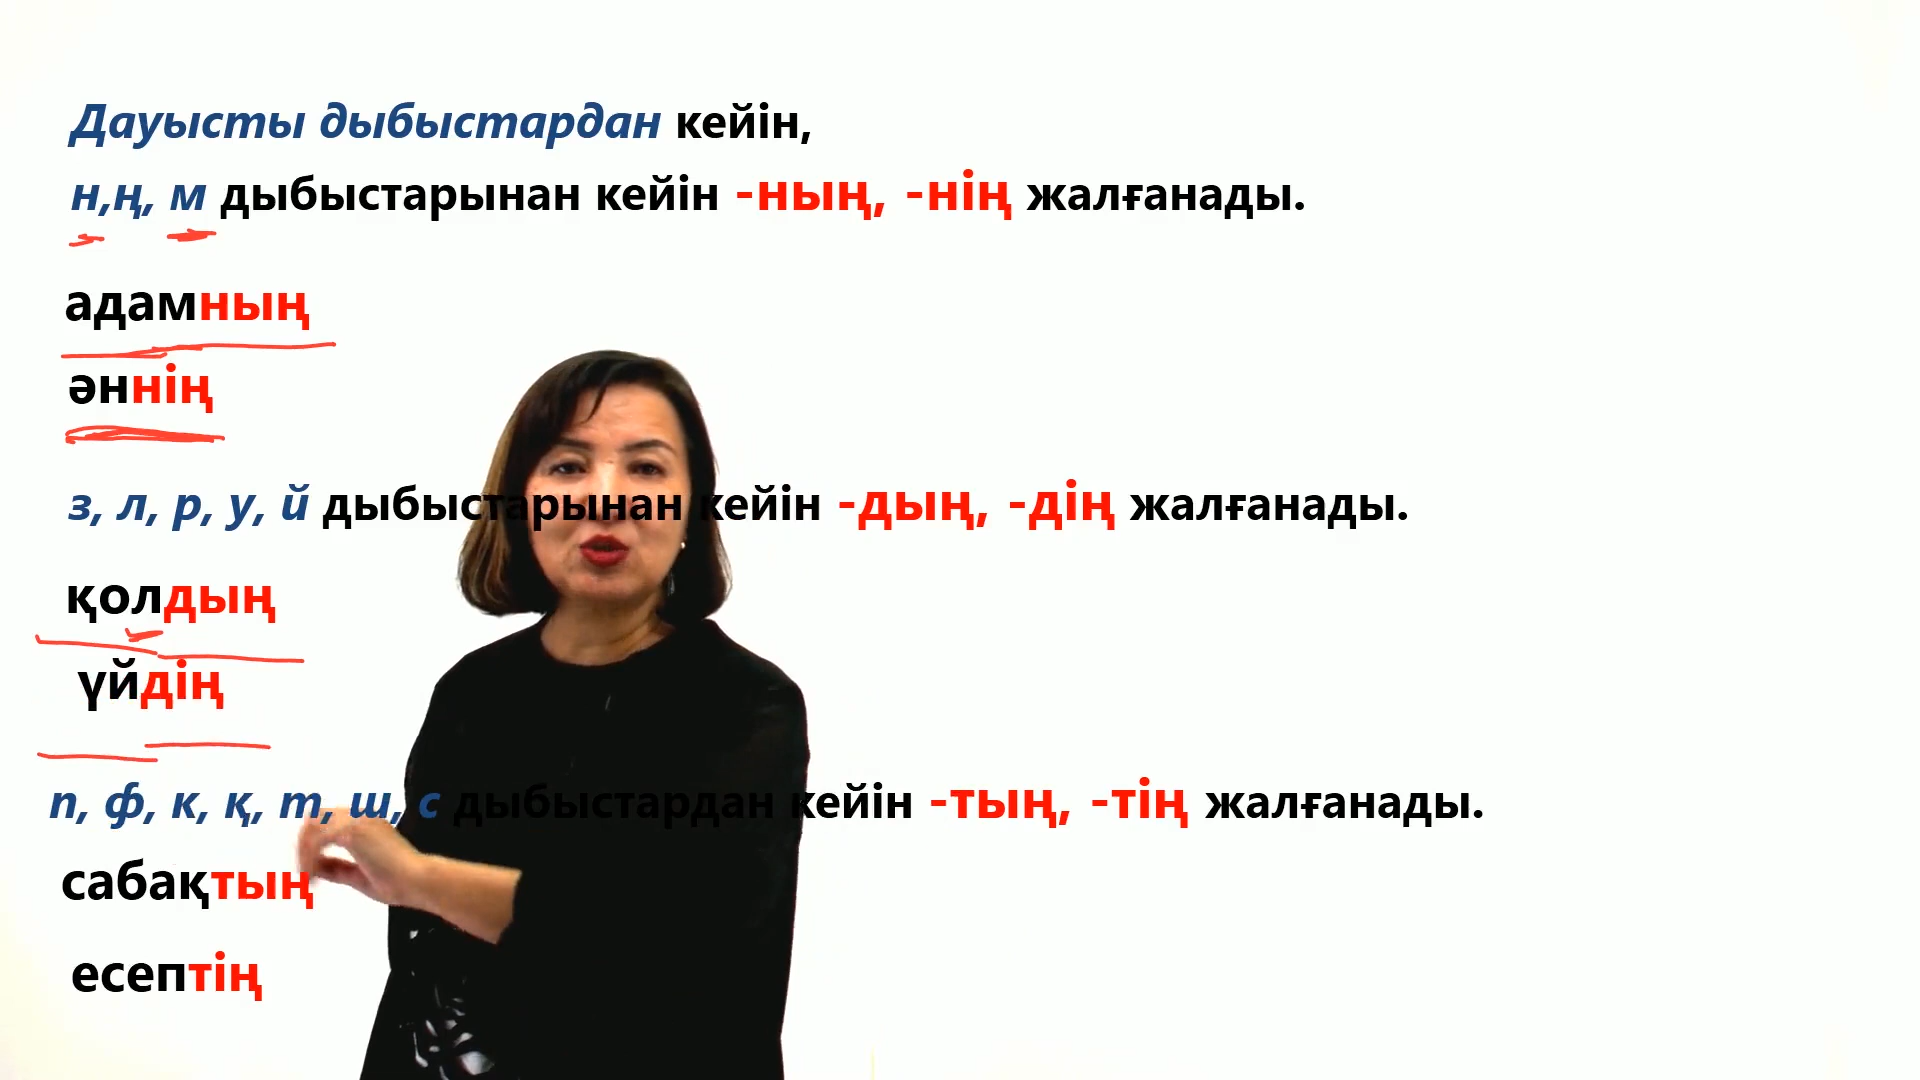 Дауысты дыбыстардан кейін,
н,ң, м дыбыстарынан кейін -ның, -нің жалғанады.
адамның
әннің
з, л, р, у, й дыбыстарынан кейін -дың, -дің жалғанады.
қолдың
үйдің
п, ф, к, қ, т, ш, с дыбыстардан кейін -тың, -тің жалғанады.
сабақтың
есептің